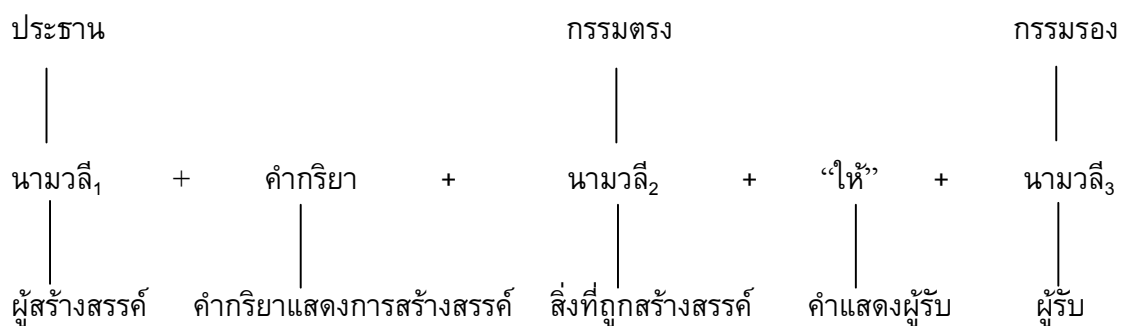 ประธาน กรรมตรง กรรมรอง
นามวลี₁ + คำกริยา + นามวลี₂ + “ให้” + นามวลี₃
ผู้สร้างสรรค์ คำกริยาแสดงการสร้างสรรค์ สิ่งที่ถูกสร้างสรรค์ คำแสดงผู้รับ ผู้รับ